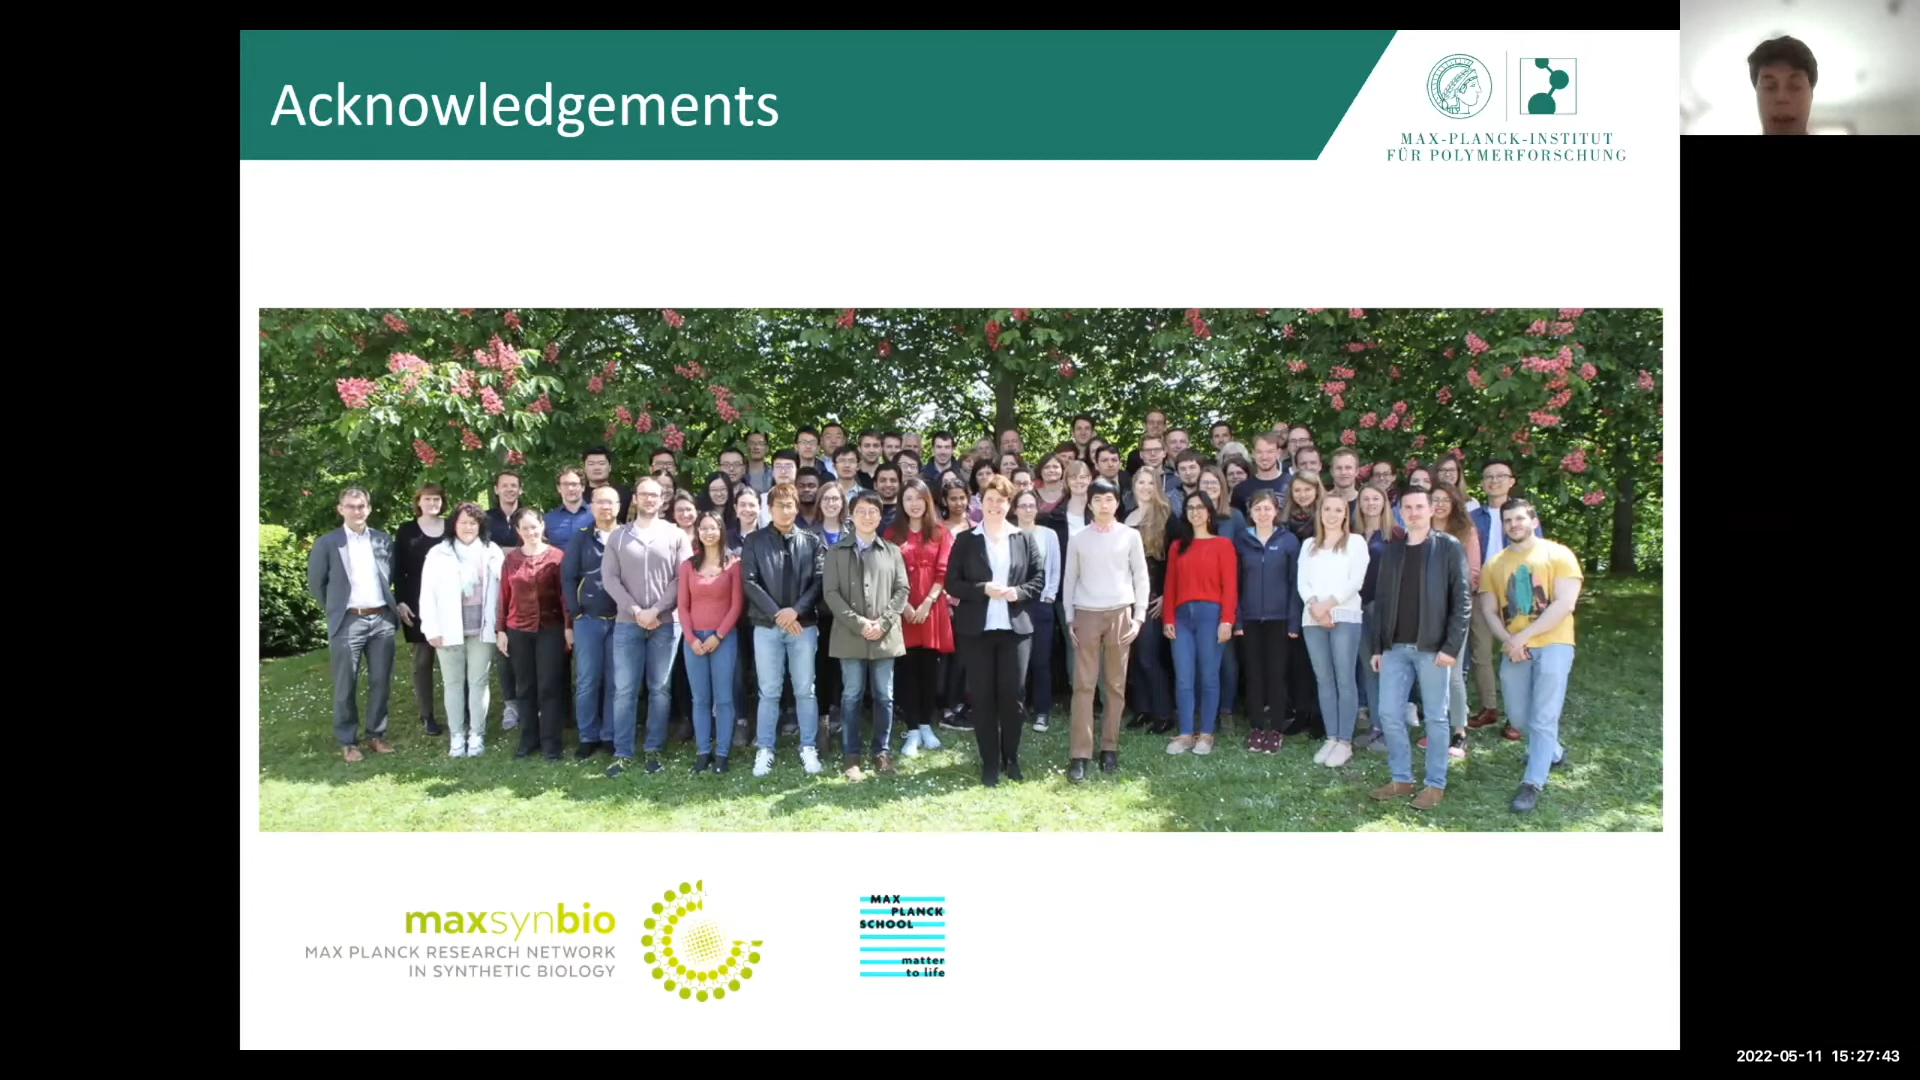 Acknowledgements
MAX-PLANCK-INSTITUT
FÜR POLYMERFORSCHUNG
maxsynbio
MAX PLANCK RESEARCH NETWORK
IN SYNTHETIC BIOLOGY
MAX
PLANCK
SCHOOL
matter
to life
2022-05-11 15:27:43